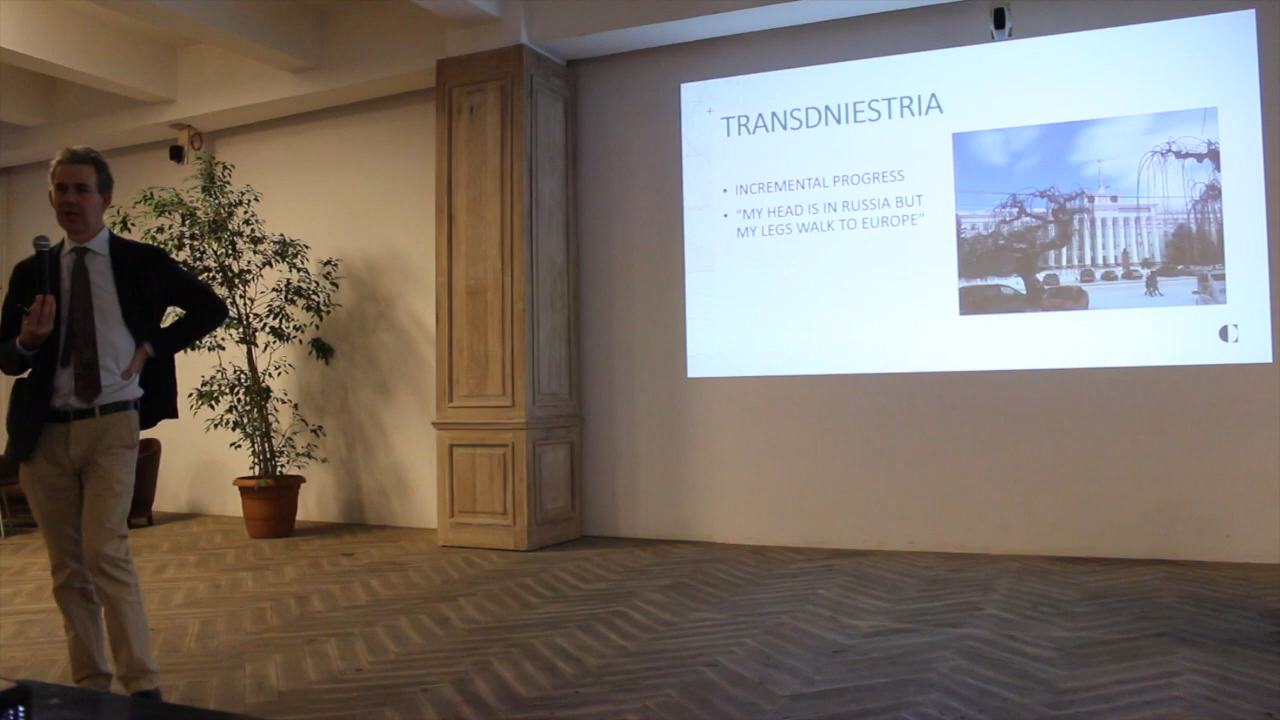 TRANSDNIESTRIA
• INCREMENTAL PROGRESS
• "MY HEAD IS IN RUSSIA BUT
MY LEGS WALK TO EUROPE"